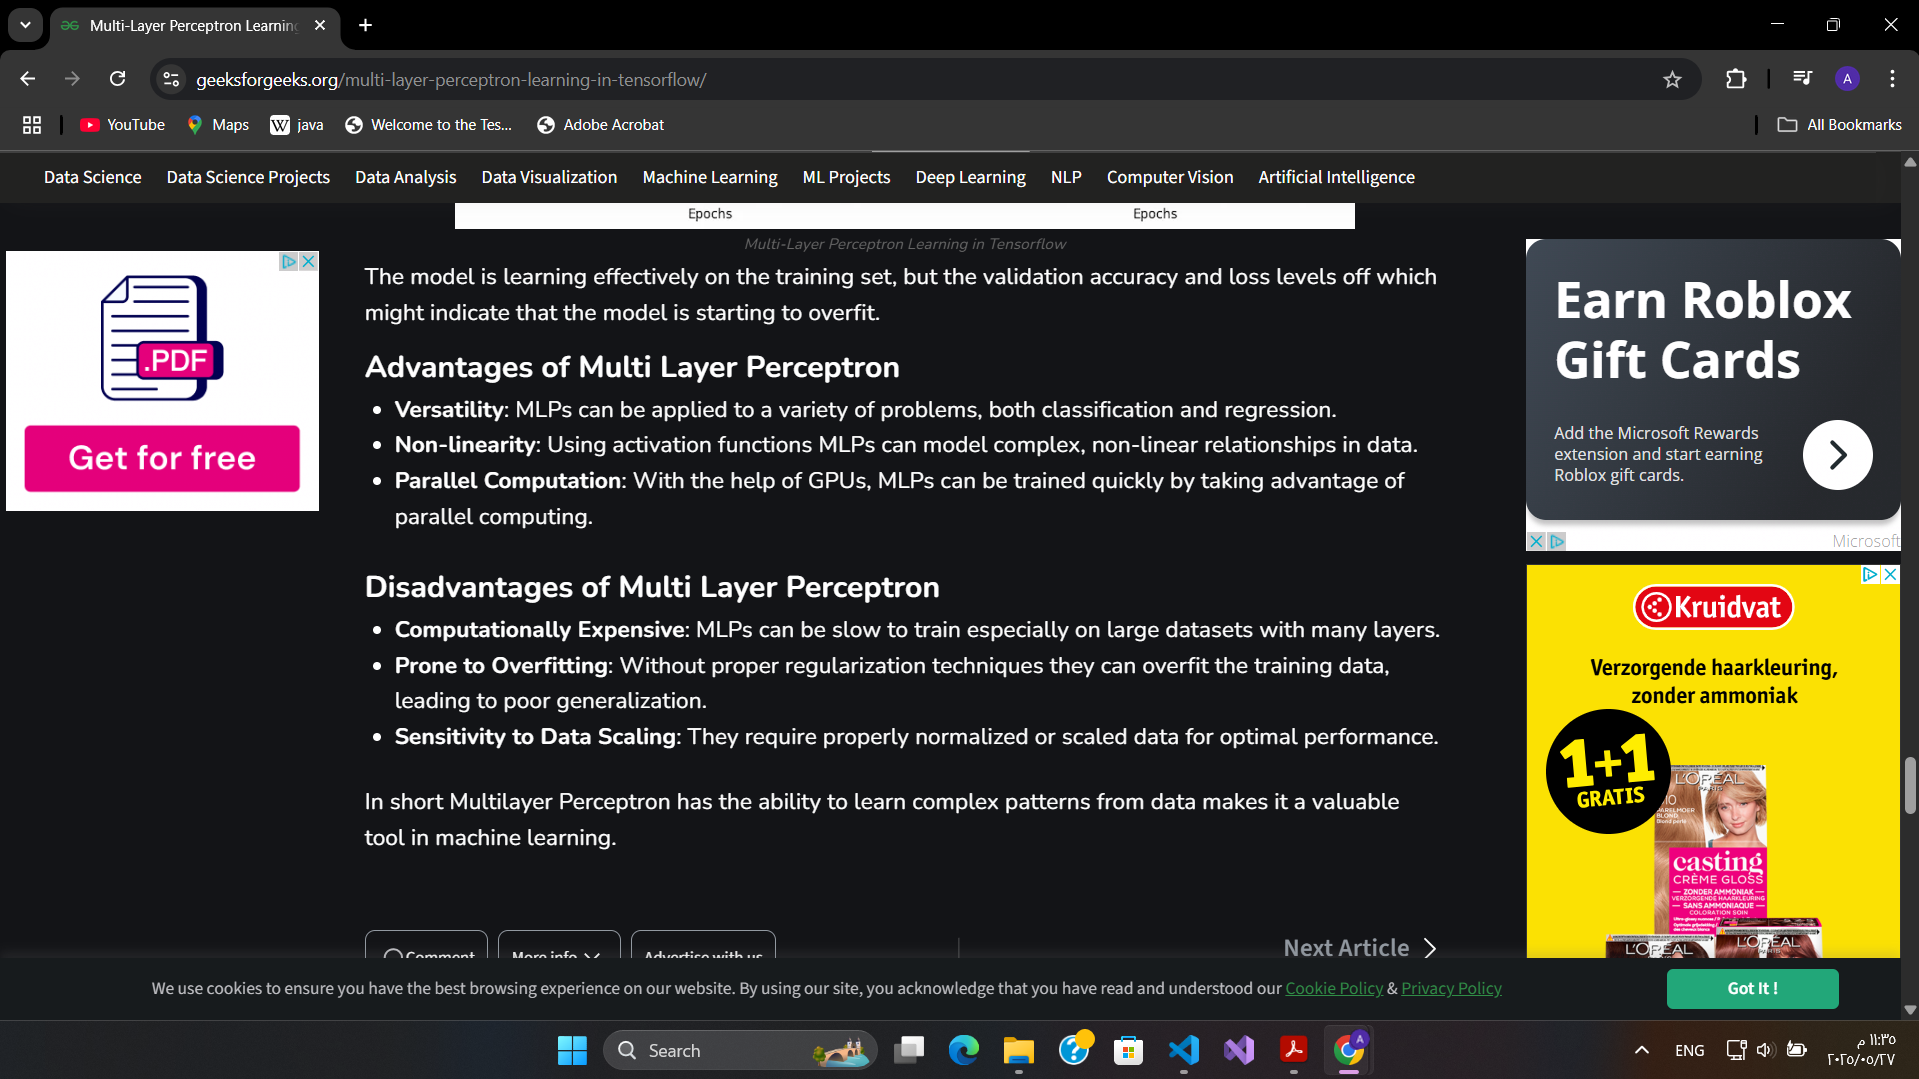 Multi-Layer Perceptron Learning
geeksforgeeks.org/multi-layer-perceptron-learning-in-tensorflow/
A
YouTube
Maps
W java
Welcome to the Tes...
Adobe Acrobat
All Bookmarks
Data Science
Data Science Projects
Data Analysis
Data Visualization
Machine Learning
ML Projects
Deep Learning
NLP
Computer Vision
Artificial Intelligence
Epochs
Epochs
Multi-Layer Perceptron Learning in Tensorflow
The model is learning effectively on the training set, but the validation accuracy and loss levels off which
might indicate that the model is starting to overfit.
Advantages of Multi Layer Perceptron
• Versatility: MLPs can be applied to a variety of problems, both classification and regression.
• Non-linearity: Using activation functions MLPs can model complex, non-linear relationships in data.
• Parallel Computation: With the help of GPUs, MLPs can be trained quickly by taking advantage of
parallel computing.
Disadvantages of Multi Layer Perceptron
• Computationally Expensive: MLPs can be slow to train especially on large datasets with many layers.
• Prone to Overfitting: Without proper regularization techniques they can overfit the training data,
leading to poor generalization.
• Sensitivity to Data Scaling: They require properly normalized or scaled data for optimal performance.
In short Multilayer Perceptron has the ability to learn complex patterns from data makes it a valuable
tool in machine learning.
Comment
More info
Advertise with us
Next Article
.PDF
Get for free
Earn Roblox
Gift Cards
Add the Microsoft Rewards
extension and start earning
Roblox gift cards.
Microsoft
Kruidvat
Verzorgende haarkleuring,
zonder ammoniak
1+1
GRATIS
L'ORÉAL
PARIS
casting
CRÈME GLOSS
ZONDER AMMONIAK
VERZORGENDE HAARKLEURING
SANS AMMONIAQUE
COLORATION SOIN
L'ORÉAL
L'ORÉAL
We use cookies to ensure you have the best browsing experience on our website. By using our site, you acknowledge that you have read and understood our Cookie Policy & Privacy Policy
Got It !
Search
A
ENG
١١:٣٥ م
٢٠٢٥/٠٥/٢٧